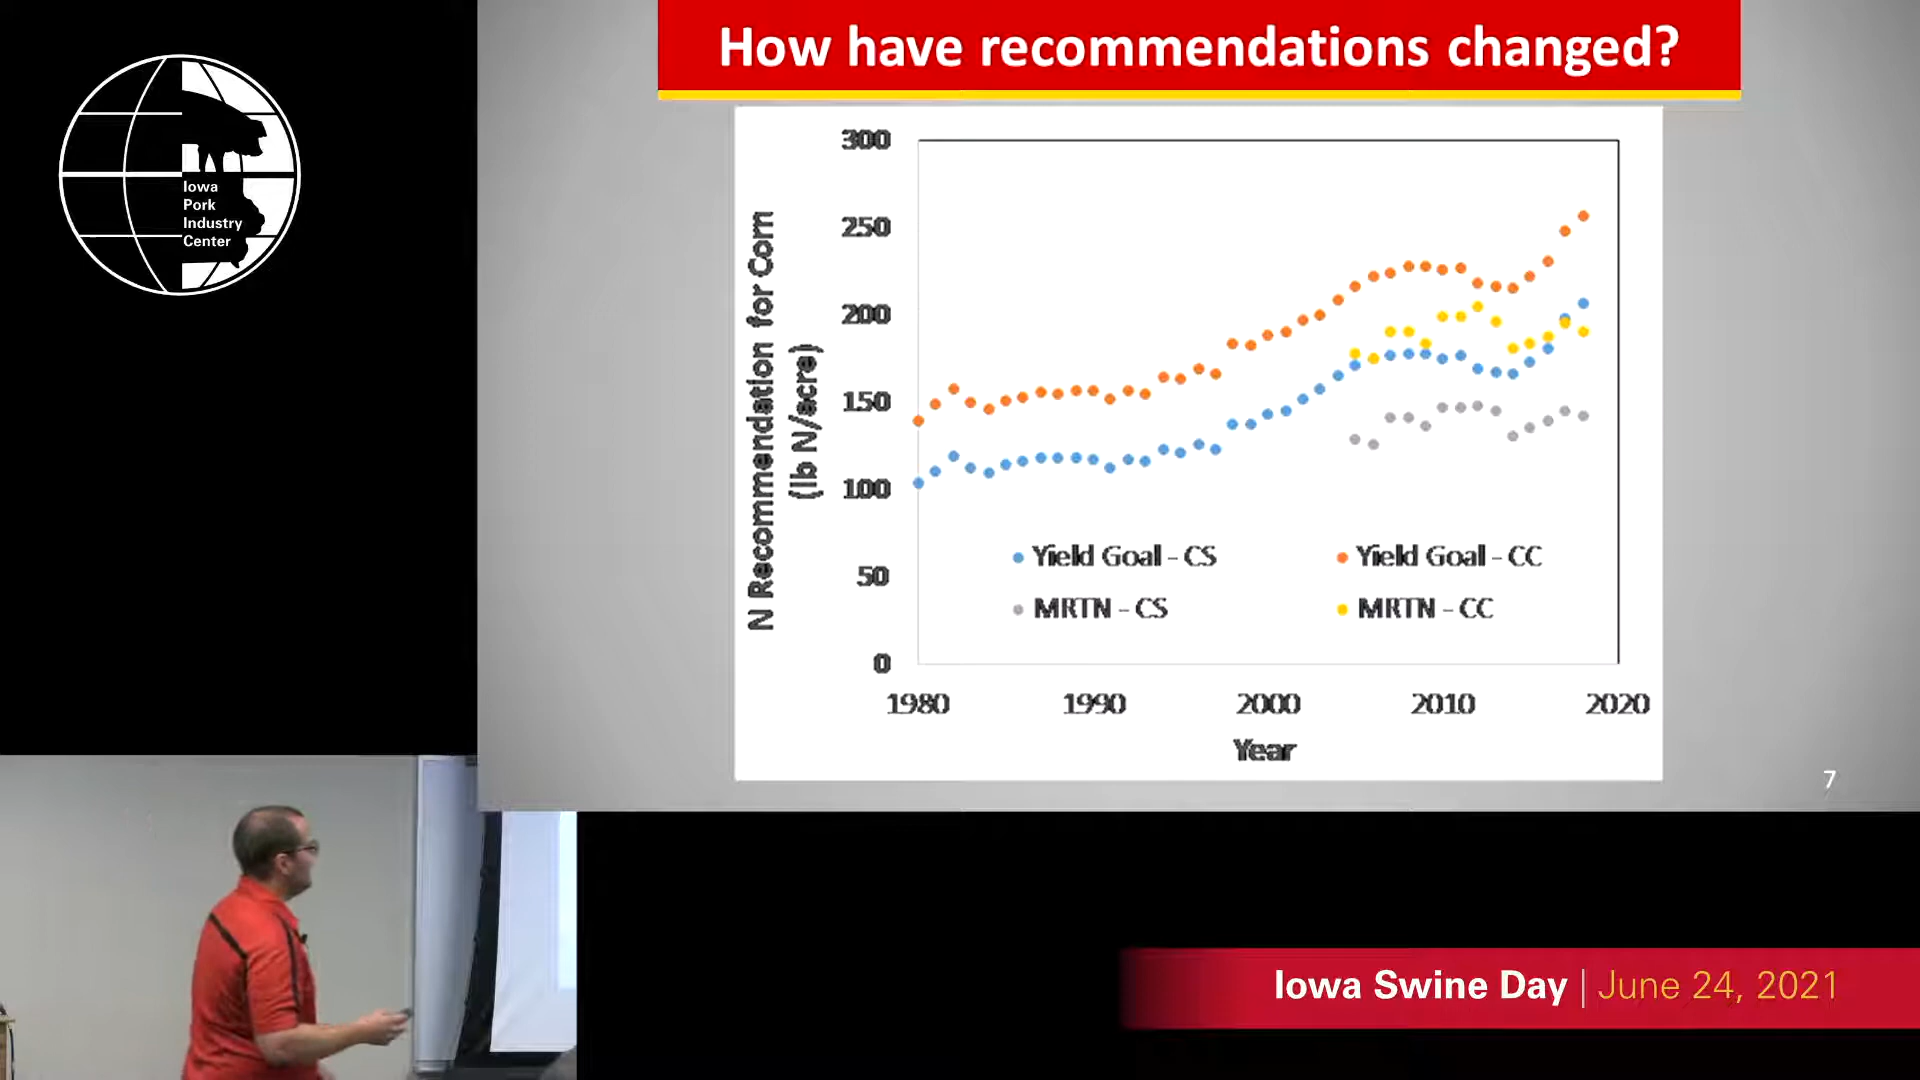 How have recommendations changed?
Iowa
Pork
Industry
Center
300
250
200
150
100
50
0
N Recommendation for Corn
(lb N/acre)
Yield Goal - CS
Yield Goal - CC
MRTN - CS
MRTN - CC
1980
1990
2000
2010
2020
Year
7
Iowa Swine Day | June 24, 2021